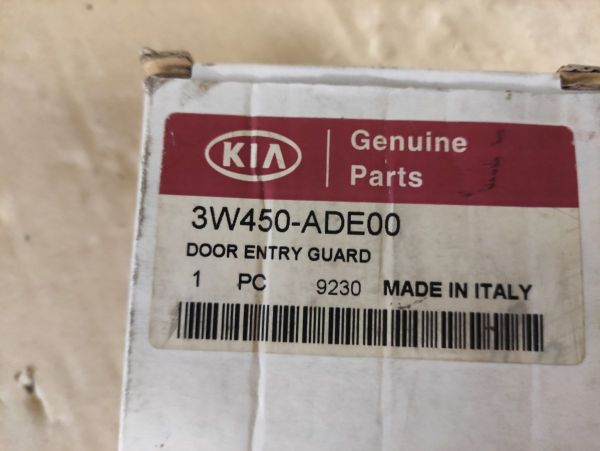 KIA
Genuine
Parts
3W450-ADE00
DOOR ENTRY GUARD
1 PC 9230 MADE IN ITALY